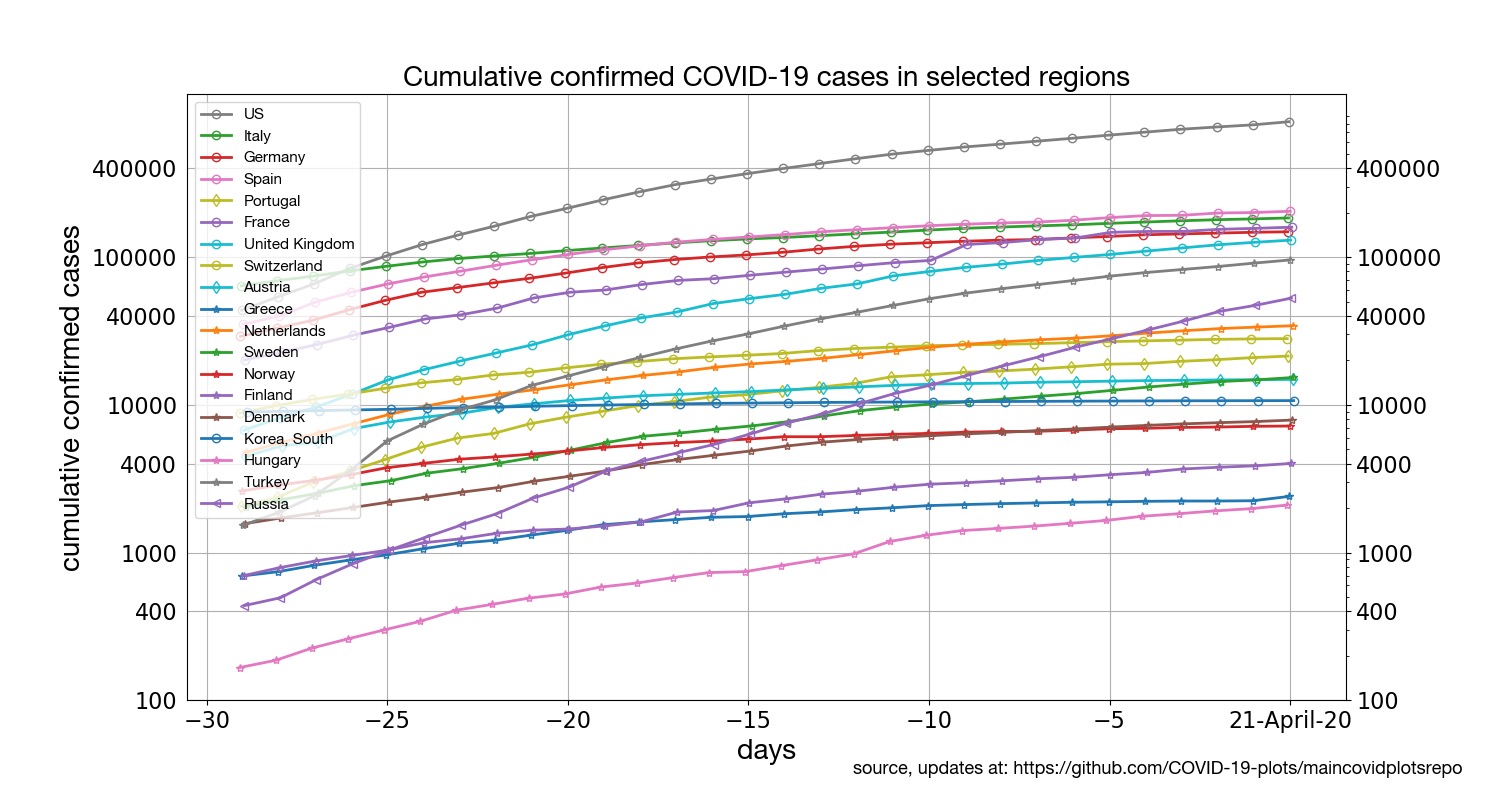 Cumulative confirmed COVID-19 cases in selected regions
US
Italy
Germany
Spain
Portugal
France
United Kingdom
Switzerland
Austria
Greece
Netherlands
Sweden
Norway
Finland
Denmark
Korea, South
Hungary
Turkey
Russia
cumulative confirmed cases
400000
100000
40000
10000
4000
1000
400
100
400000
100000
40000
10000
4000
1000
400
100
−30 −25 −20 −15 −10 −5 21-April-20
days
source, updates at: https://github.com/COVID-19-plots/maincovidplotsrepo